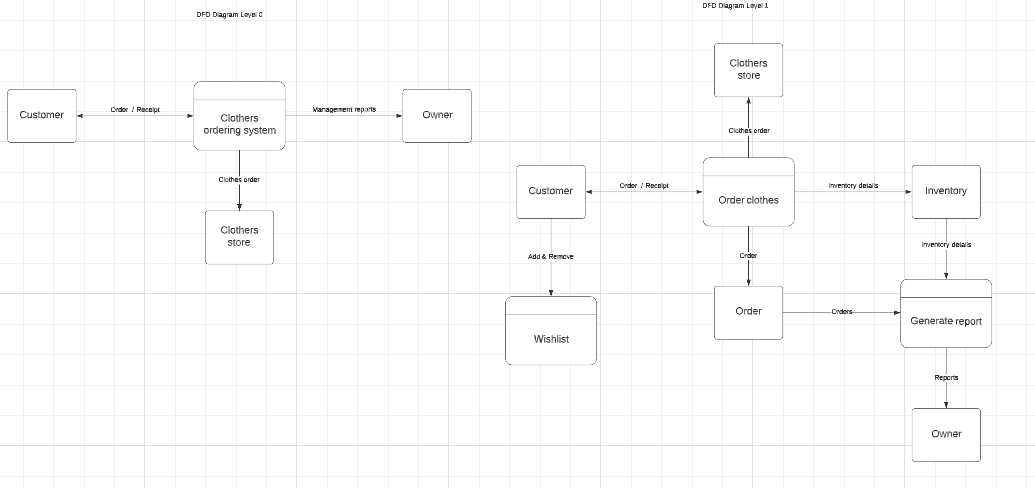 DFD Diagram Level 0
Customer
Order / Receipt
Clothers
ordering system
Management reports
Owner
Clothes order
Clothers
store
DFD Diagram Level 1
Clothers
store
Clothes order
Customer
Order / Receipt
Order clothes
Inventory details
Inventory
Add & Remove
Order
Inventory details
Wishlist
Order
Orders
Generate report
Reports
Owner